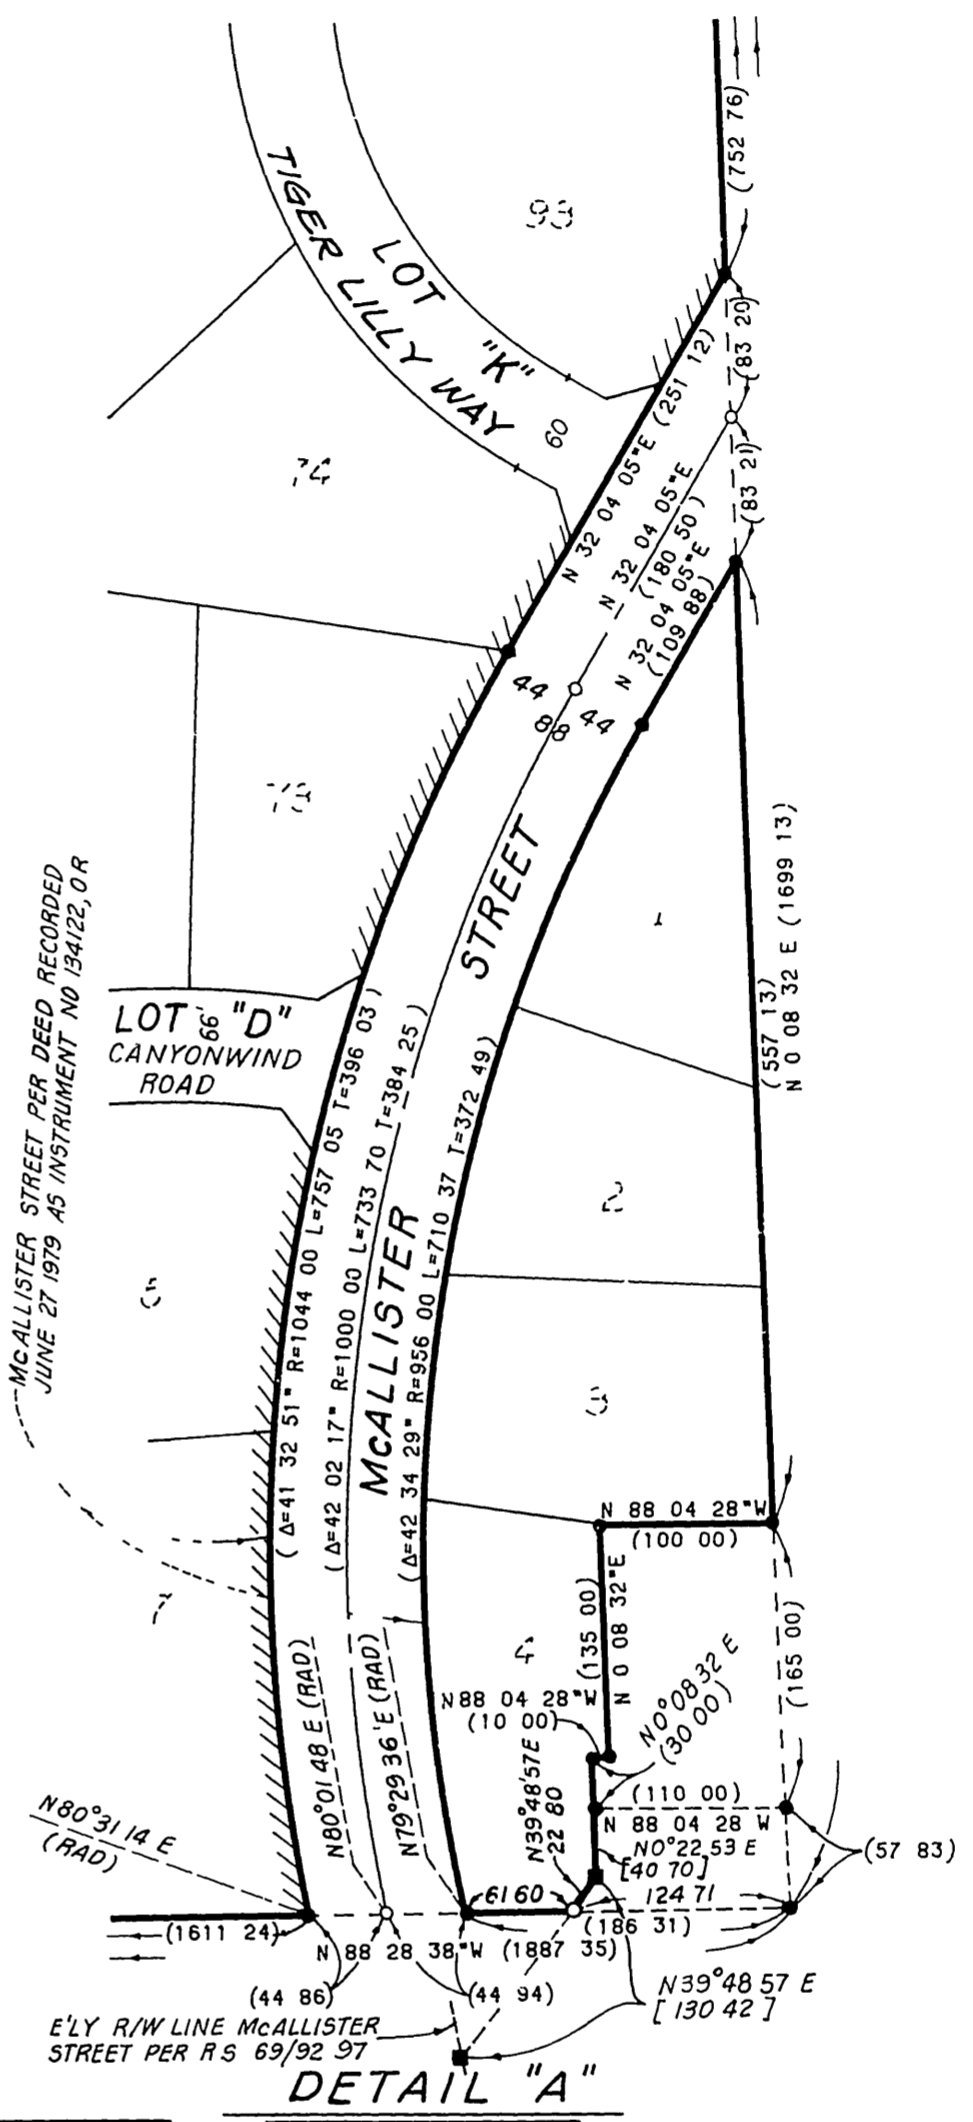 (752 76)
93
TIGER LILLY WAY
LOT "K"
60
(83 20)
N 32 04 05"E (251 12)
N 32 04 05"E
(180 50)
(83 21)
N 32 04 05"E
(109 88)
74
44
44
88
73
STREET
1
(557 13)
N 0 08 32 E (1699 13)
McALLISTER STREET PER DEED RECORDED
JUNE 27 1979 AS INSTRUMENT NO 134122, OR
LOT "D"
66'
CANYONWIND
ROAD
(Δ=41 32 51" R=1044 00 L=757 05 T=396 03)
(Δ=42 02 17" R=1000 00 L=733 70 T=384 25)
McALLISTER
(Δ=42 34 29" R=956 00 L=710 37 T=372 49)
2
3
N 88 04 28"W
(100 00)
(135 00)
N 0 08 32"E
(165 00)
7
4
N 88 04 28"W
(10 00)
N0°08 32 E
(30 00)
N80°01 48 E (RAD)
N79°29 36'E (RAD)
N39°48'57E
22 80
(110 00)
N 88 04 28 W
N0°22 53 E
[40 70]
(57 83)
N80°31 14 E
(RAD)
61 60
124 71
(186 31)
(1611 24)
N 88 28 38"W (1887 35)
(44 86)
(44 94)
N39°48 57 E
[130 42]
E'LY R/W LINE McALLISTER
STREET PER R S 69/92 97
DETAIL "A"